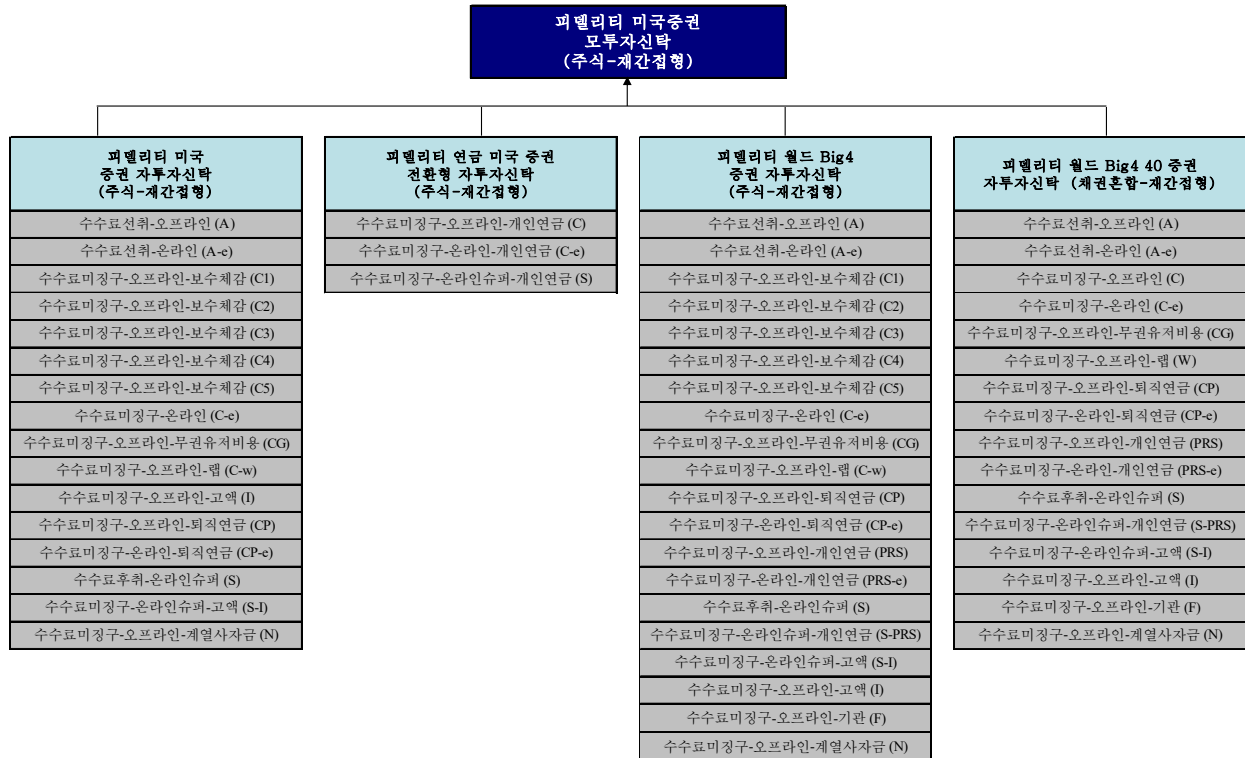 피델리티 미국증권
모투자신탁
(주식-재간접형)
피델리티 미국
증권 자투자신탁
(주식-재간접형)
수수료선취-오프라인 (A)
수수료선취-온라인 (A-e)
수수료미징구-오프라인-보수체감 (C1)
수수료미징구-오프라인-보수체감 (C2)
수수료미징구-오프라인-보수체감 (C3)
수수료미징구-오프라인-보수체감 (C4)
수수료미징구-오프라인-보수체감 (C5)
수수료미징구-온라인 (C-e)
수수료미징구-오프라인-무권유저비용 (CG)
수수료미징구-오프라인-랩 (C-w)
수수료미징구-오프라인-고액 (I)
수수료미징구-오프라인-퇴직연금 (CP)
수수료미징구-온라인-퇴직연금 (CP-e)
수수료후취-온라인슈퍼 (S)
수수료미징구-온라인슈퍼-고액 (S-I)
수수료미징구-오프라인-계열사자금 (N)
피델리티 연금 미국 증권
전환형 자투자신탁
(주식-재간접형)
수수료미징구-오프라인-개인연금 (C)
수수료미징구-온라인-개인연금 (C-e)
수수료미징구-온라인슈퍼-개인연금 (S)
피델리티 월드 Big4
증권 자투자신탁
(주식-재간접형)
수수료선취-오프라인 (A)
수수료선취-온라인 (A-e)
수수료미징구-오프라인-보수체감 (C1)
수수료미징구-오프라인-보수체감 (C2)
수수료미징구-오프라인-보수체감 (C3)
수수료미징구-오프라인-보수체감 (C4)
수수료미징구-오프라인-보수체감 (C5)
수수료미징구-온라인 (C-e)
수수료미징구-오프라인-무권유저비용 (CG)
수수료미징구-오프라인-랩 (C-w)
수수료미징구-오프라인-퇴직연금 (CP)
수수료미징구-온라인-퇴직연금 (CP-e)
수수료미징구-오프라인-개인연금 (PRS)
수수료미징구-온라인-개인연금 (PRS-e)
수수료후취-온라인슈퍼 (S)
수수료미징구-온라인슈퍼-개인연금 (S-PRS)
수수료미징구-온라인슈퍼-고액 (S-I)
수수료미징구-오프라인-고액 (I)
수수료미징구-오프라인-기관 (F)
수수료미징구-오프라인-계열사자금 (N)
피델리티 월드 Big4 40 증권
자투자신탁 (채권혼합-재간접형)
수수료선취-오프라인 (A)
수수료선취-온라인 (A-e)
수수료미징구-오프라인 (C)
수수료미징구-온라인 (C-e)
수수료미징구-오프라인-무권유저비용 (CG)
수수료미징구-오프라인-랩 (W)
수수료미징구-오프라인-퇴직연금 (CP)
수수료미징구-온라인-퇴직연금 (CP-e)
수수료미징구-오프라인-개인연금 (PRS)
수수료미징구-온라인-개인연금 (PRS-e)
수수료후취-온라인슈퍼 (S)
수수료미징구-온라인슈퍼-개인연금 (S-PRS)
수수료미징구-온라인슈퍼-고액 (S-I)
수수료미징구-오프라인-고액 (I)
수수료미징구-오프라인-기관 (F)
수수료미징구-오프라인-계열사자금 (N)